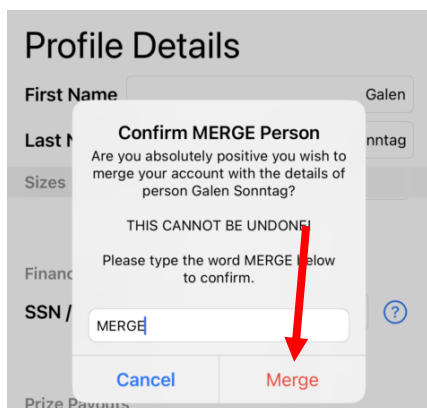 Profile Details
First Name Galen
Last N nntag
Sizes
Confirm MERGE Person
Are you absolutely positive you wish to
merge your account with the details of
person Galen Sonntag?
THIS CANNOT BE UNDONE!
Please type the word MERGE below
to confirm.
Financ
SSN / ?
MERGE
Cancel Merge
Prize Payouts